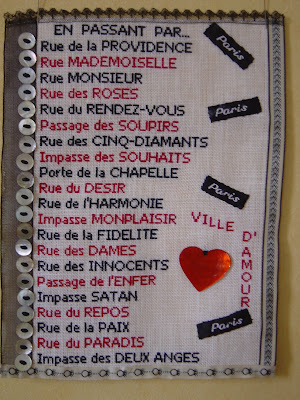 EN PASSANT PAR...
Rue de la PROVIDENCE
Rue MADEMOISELLE
Rue MONSIEUR
Rue des ROSES
Rue du RENDEZ-VOUS
Passage des SOUPIRS
Rue des CINQ-DIAMANTS
Impasse des SOUHAITS
Porte de la CHAPELLE
Rue du DESIR
Rue de l'HARMONIE
Impasse MONPLAISIR
Rue de la FIDELITE
Rue des DAMES
Rue des INNOCENTS
Passage de l'ENFER
Impasse SATAN
Rue du REPOS
Rue de la PAIX
Rue du PARADIS
Impasse des DEUX ANGES
Paris
Paris
Paris
VILLE
D'AMOUR
Paris